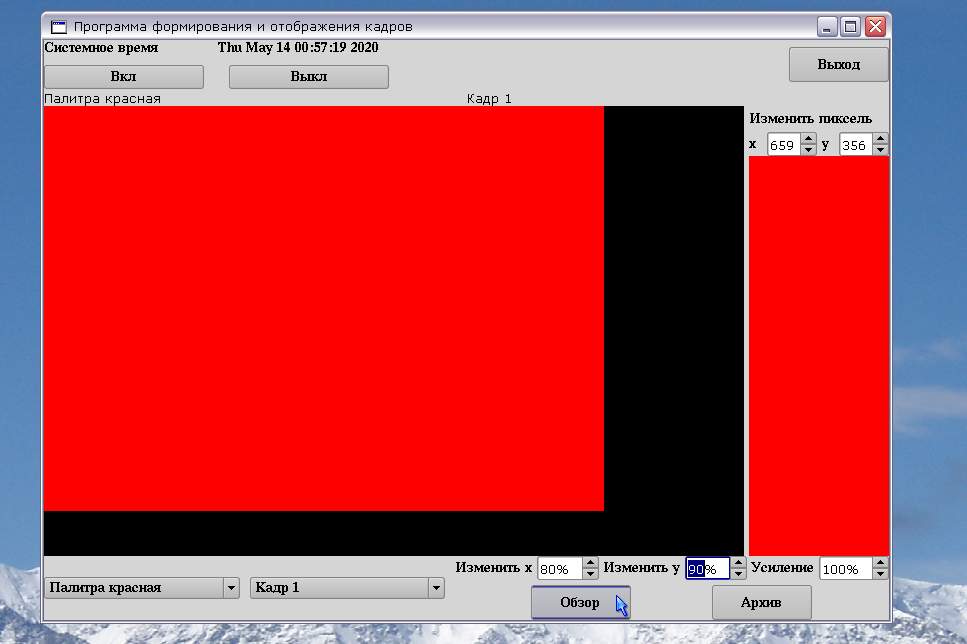 Программа формирования и отображения кадров
Системное время Thu May 14 00:57:19 2020
Вкл Выкл Выход
Палитра красная Кадр 1
Изменить пиксель
x 659 y 356
Изменить x 80% Изменить y 90% Усиление 100%
Палитра красная Кадр 1
Обзор Архив